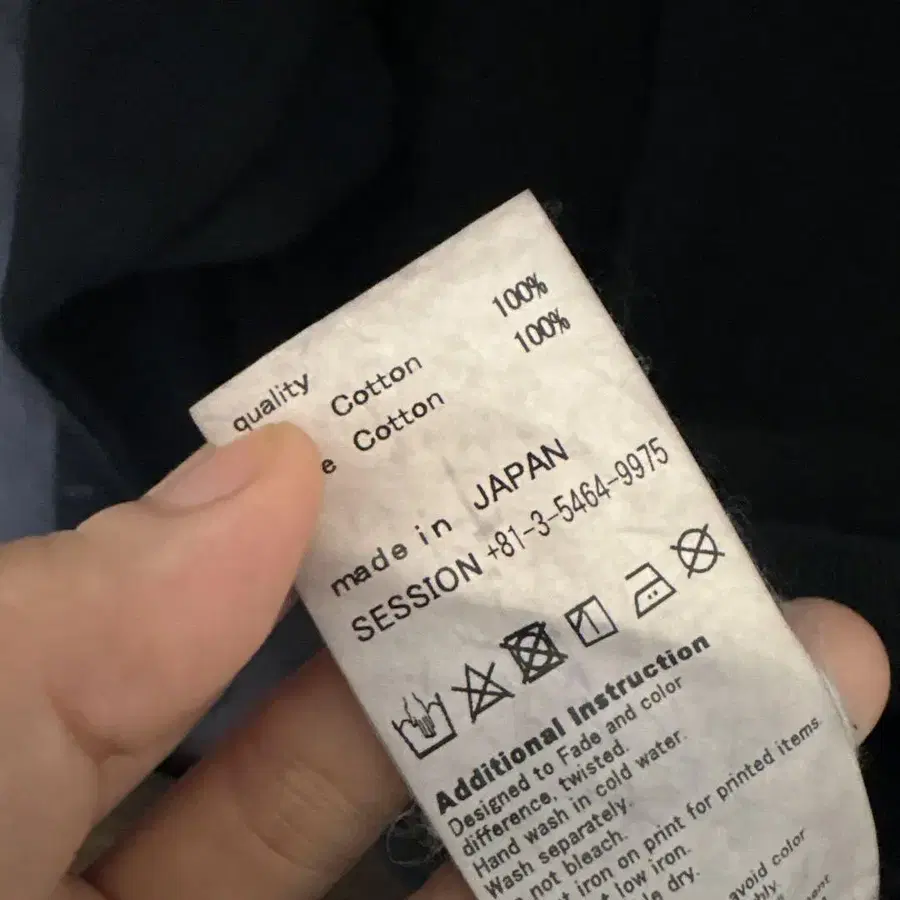 quality Cotton 100%
e Cotton 100%
made in JAPAN
SESSION +81-3-5464-9975
Additional Instruction
Designed to Fade and color
difference, twisted.
Hand wash in cold water.
Wash separately.
not bleach.
iron on print for printed items.
low iron.
dry.
avoid color